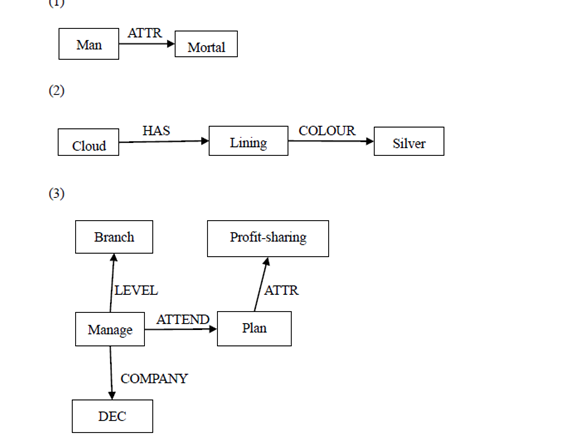 (1)
Man ATTR Mortal
(2)
Cloud HAS Lining COLOUR Silver
(3)
Branch Profit-sharing
LEVEL ATTR
Manage ATTEND Plan
COMPANY
DEC